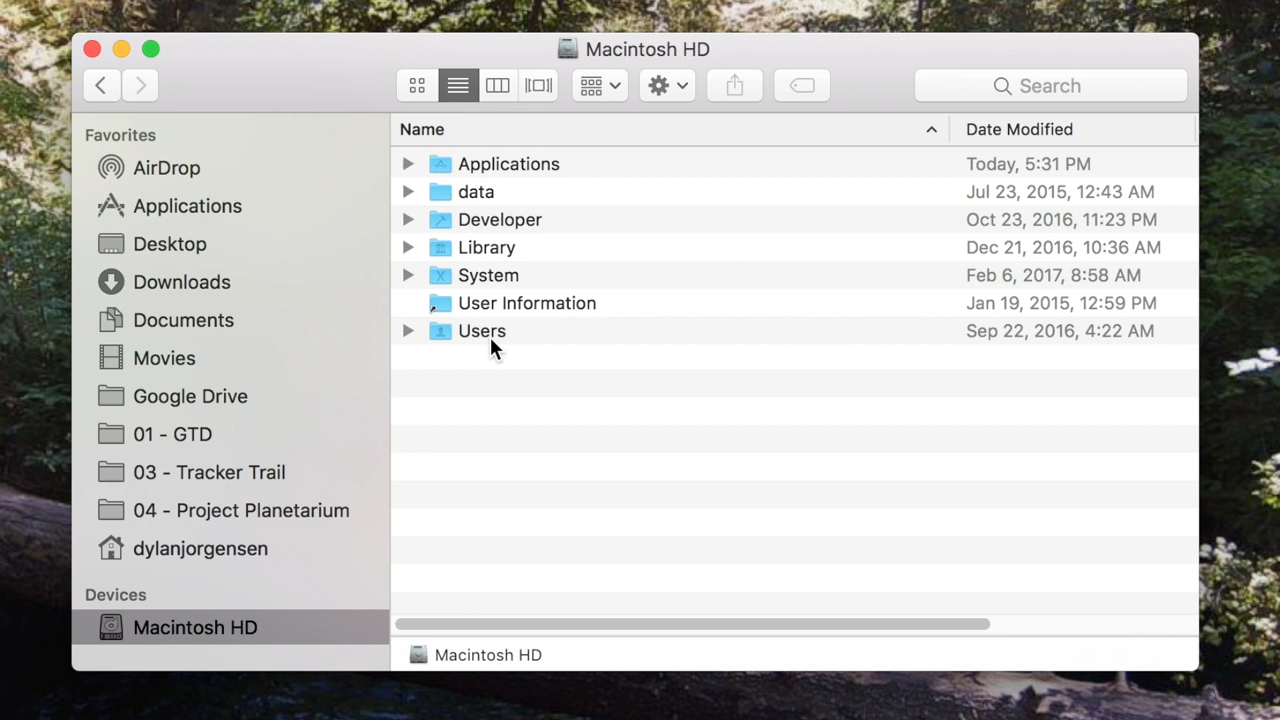 Macintosh HD
Search
Favorites
AirDrop
Applications
Desktop
Downloads
Documents
Movies
Google Drive
01 - GTD
03 - Tracker Trail
04 - Project Planetarium
dylanjorgensen
Devices
Macintosh HD
Name Date Modified
Applications Today, 5:31 PM
data Jul 23, 2015, 12:43 AM
Developer Oct 23, 2016, 11:23 PM
Library Dec 21, 2016, 10:36 AM
System Feb 6, 2017, 8:58 AM
User Information Jan 19, 2015, 12:59 PM
Users Sep 22, 2016, 4:22 AM
Macintosh HD